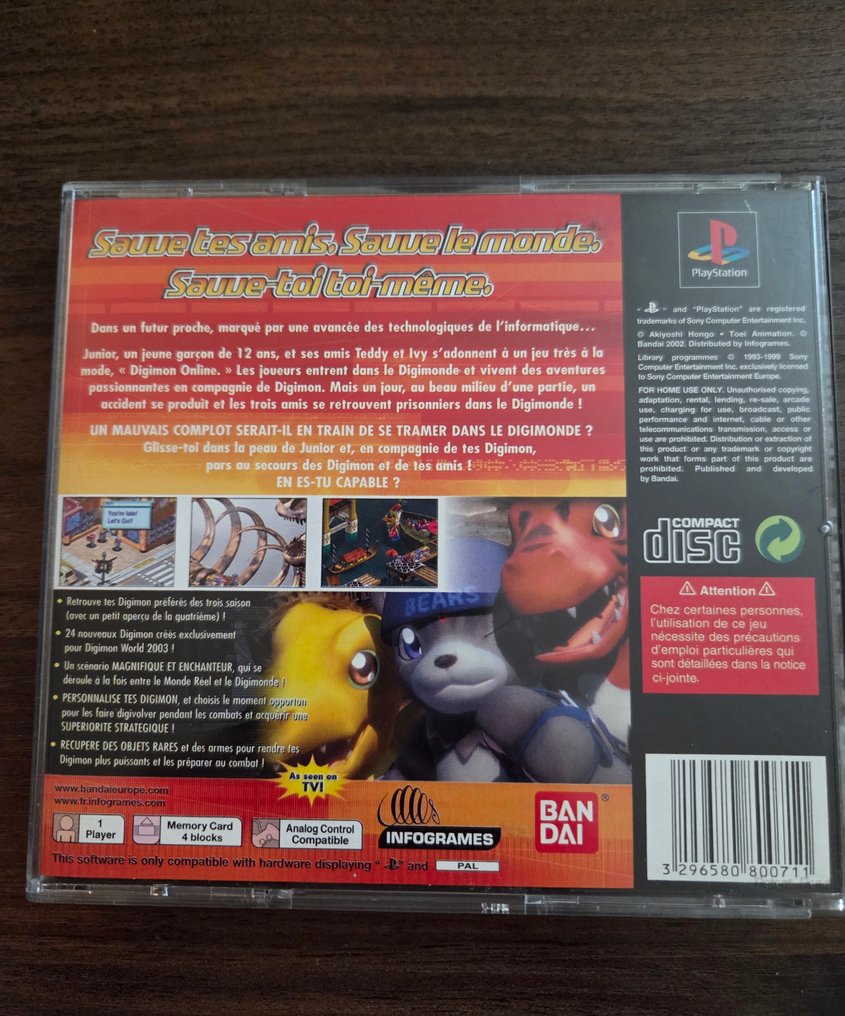 Sauve tes amis. Sauve le monde.
Sauve-toi toi-même.
Dans un futur proche, marqué par une avancée des technologiques de l'informatique...
Junior, un jeune garçon de 12 ans, et ses amis Teddy et Ivy s'adonnent à un jeu très à la
mode, « Digimon Online. » Les joueurs entrent dans le Digimonde et vivent des aventures
passionnantes en compagnie de Digimon. Mais un jour, au beau milieu d'une partie, un
accident se produit et les trois amis se retrouvent prisonniers dans le Digimonde !
UN MAUVAIS COMPLOT SERAIT-IL EN TRAIN DE SE TRAMER DANS LE DIGIMONDE ?
Glisse-toi dans la peau de Junior et, en compagnie de tes Digimon,
pars au secours des Digimon et de tes amis !
EN ES-TU CAPABLE ?
You're late!
Let's Go!!
BEARS
• Retrouve tes Digimon préférés des trois saison
(avec un petit aperçu de la quatrième) !
• 24 nouveaux Digimon créés exclusivement
pour Digimon World 2003 !
• Un scénario MAGNIFIQUE ET ENCHANTEUR, qui se
déroule à la fois entre le Monde Réel et le Digimonde !
• PERSONNALISE TES DIGIMON, et choisis le moment opportun
pour les faire digivolver pendant les combats et acquérir une
SUPERIORITE STRATEGIQUE !
• RECUPERE DES OBJETS RARES et des armes pour rendre tes
Digimon plus puissants et les préparer au combat !
As seen on
TV!
www.bandaieurope.com
www.fr.infogrames.com
1
Player
Memory Card
4 blocks
Analog Control
Compatible
INFOGRAMES
BAN
DAI
®
This software is only compatible with hardware displaying " " and PAL
PlayStation
" " and "PlayStation" are registered
trademarks of Sony Computer Entertainment Inc.
© Akiyoshi Hongo • Toei Animation. ©
Bandai 2002. Distributed by Infogrames.
Library programmes © 1993-1999 Sony
Computer Entertainment Inc. exclusively licensed
to Sony Computer Entertainment Europe.
FOR HOME USE ONLY. Unauthorised copying,
adaptation, rental, lending, re-sale, arcade
use, charging for use, broadcast, public
performance and internet, cable or other
telecommunications transmission, access or
use are prohibited. Distribution or extraction of
this product or any trademark or copyright
work that forms part of this product are
prohibited. Published and developed
by Bandai.
COMPACT
disc
Attention
Chez certaines personnes,
l'utilisation de ce jeu
nécessite des précautions
d'emploi particulières qui
sont détaillées dans la notice
ci-jointe.
3 296580 800711